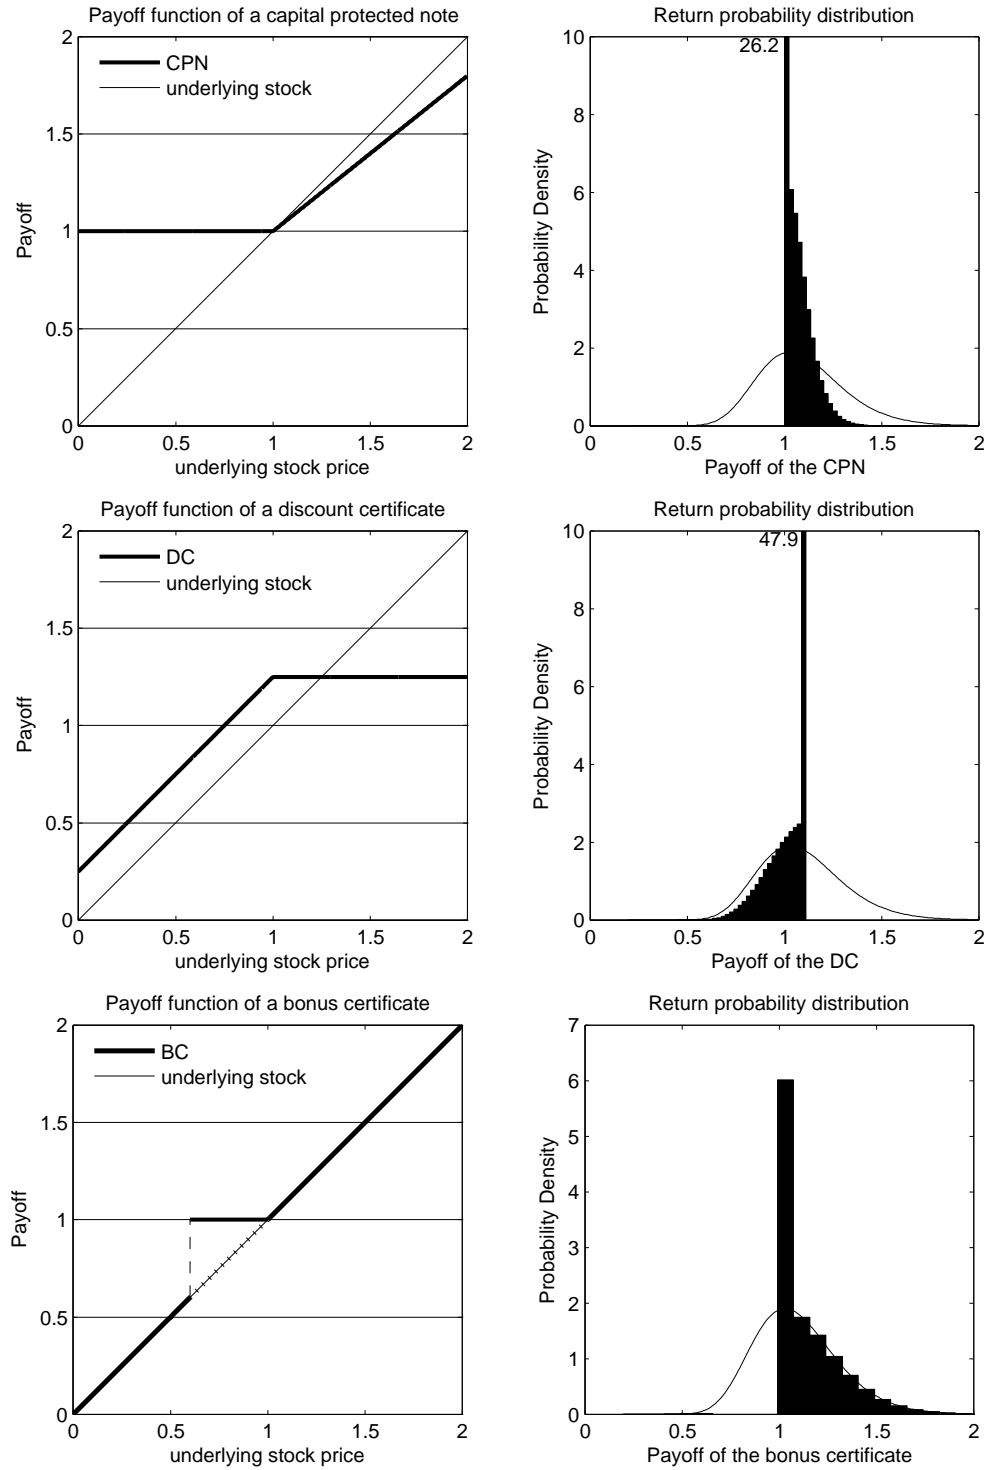 Payoff function of a capital protected note
2
1.5
1
0.5
0
Payoff
CPN
underlying stock
0 0.5 1 1.5 2
underlying stock price
Return probability distribution
10
8
6
4
2
0
Probability Density
26.2
0 0.5 1 1.5 2
Payoff of the CPN
Payoff function of a discount certificate
2
1.5
1
0.5
0
Payoff
DC
underlying stock
0 0.5 1 1.5 2
underlying stock price
Return probability distribution
10
8
6
4
2
0
Probability Density
47.9
0 0.5 1 1.5 2
Payoff of the DC
Payoff function of a bonus certificate
2
1.5
1
0.5
0
Payoff
BC
underlying stock
0 0.5 1 1.5 2
underlying stock price
Return probability distribution
7
6
5
4
3
2
1
0
Probability Density
0 0.5 1 1.5 2
Payoff of the bonus certificate